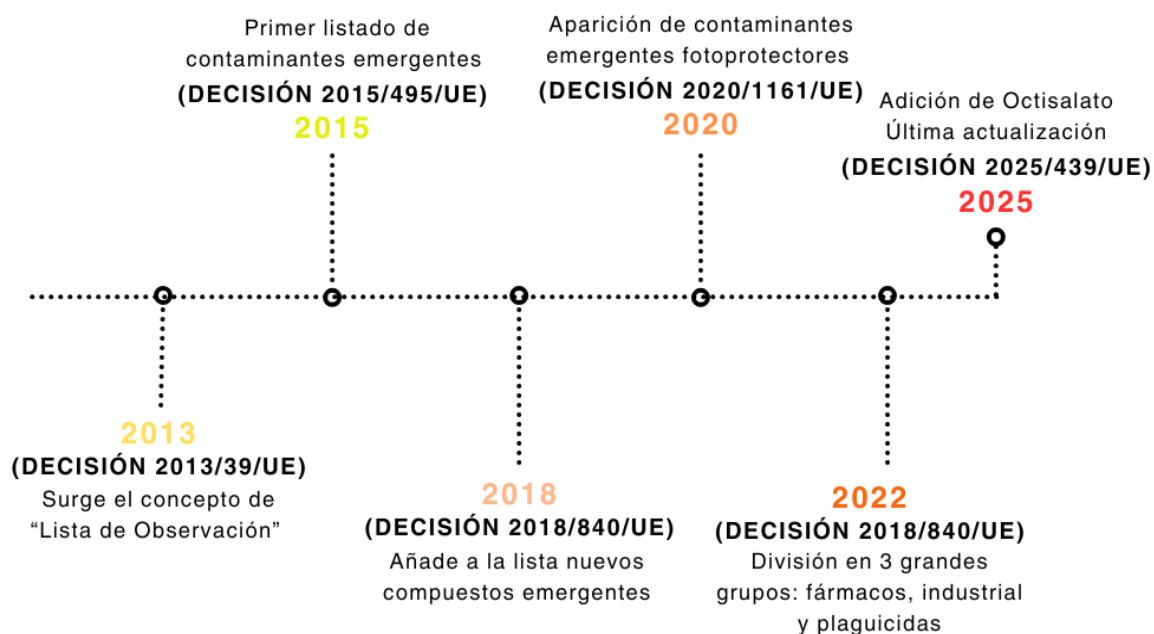 Primer listado de
contaminantes emergentes
(DECISIÓN 2015/495/UE)
2015
Aparición de contaminantes
emergentes fotoprotectores
(DECISIÓN 2020/1161/UE)
2020
Adición de Octisalato
Última actualización
(DECISIÓN 2025/439/UE)
2025
2013
(DECISIÓN 2013/39/UE)
Surge el concepto de
“Lista de Observación”
2018
(DECISIÓN 2018/840/UE)
Añade a la lista nuevos
compuestos emergentes
2022
(DECISIÓN 2018/840/UE)
División en 3 grandes
grupos: fármacos, industrial
y plaguicidas